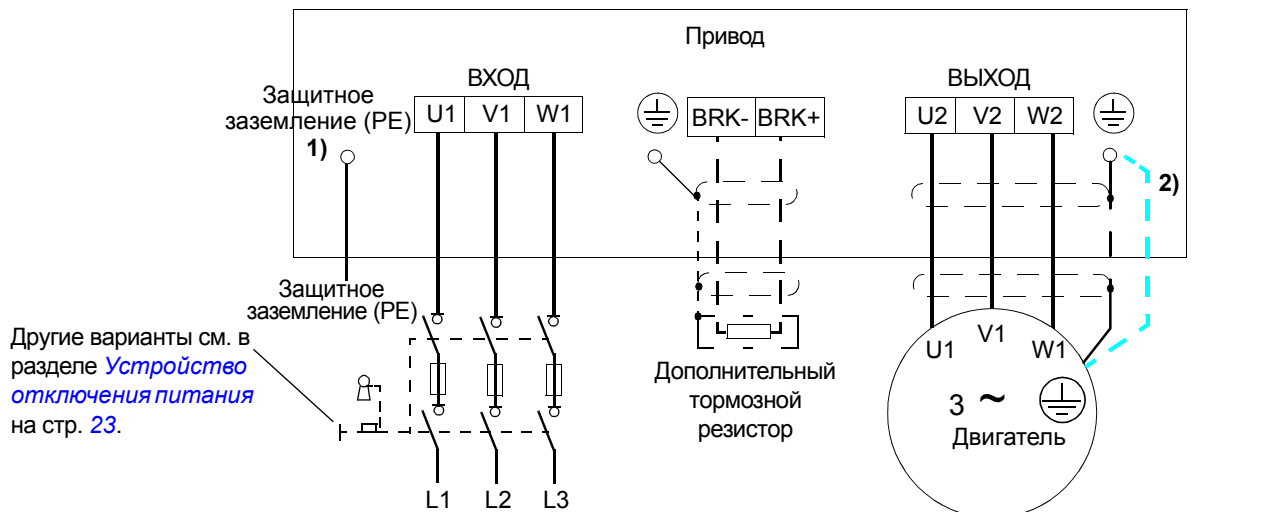 Привод
ВХОД
ВЫХОД
Защитное
заземление (PE)
1)
U1 V1 W1
BRK- BRK+
U2 V2 W2
2)
Защитное
заземление (PE)
Другие варианты см. в
разделе Устройство
отключения питания
на стр. 23.
Дополнительный
тормозной
резистор
U1 V1 W1
3 ~
Двигатель
L1 L2 L3